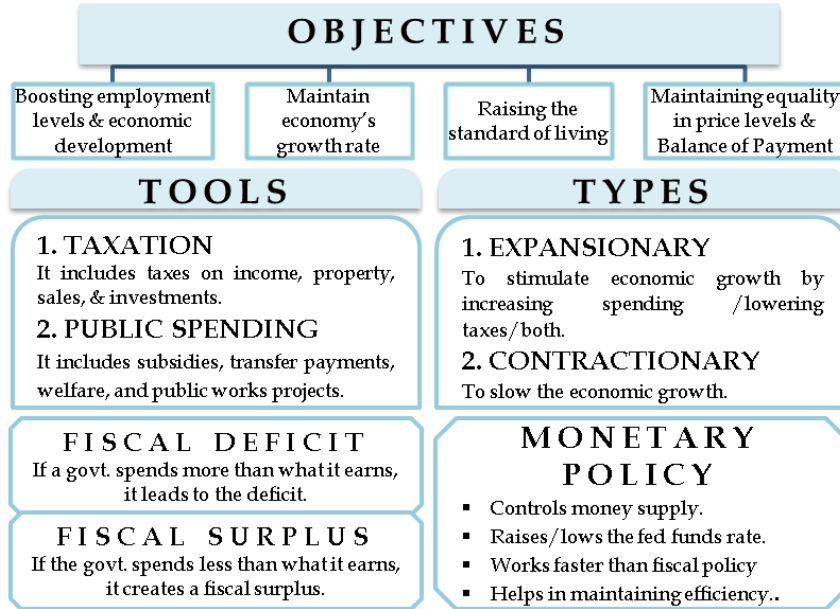 OBJECTIVES
Boosting employment
levels & economic
development
Maintain
economy's
growth rate
Raising the
standard of living
Maintaining equality
in price levels &
Balance of Payment
TOOLS
1. TAXATION
It includes taxes on income, property,
sales, & investments.
2. PUBLIC SPENDING
It includes subsidies, transfer payments,
welfare, and public works projects.
TYPES
1. EXPANSIONARY
To stimulate economic growth by
increasing spending /lowering
taxes/both.
2. CONTRACTIONARY
To slow the economic growth.
FISCAL DEFICIT
If a govt. spends more than what it earns,
it leads to the deficit.
FISCAL SURPLUS
If the govt. spends less than what it earns,
it creates a fiscal surplus.
MONETARY
POLICY
▪ Controls money supply.
▪ Raises/lows the fed funds rate.
▪ Works faster than fiscal policy
▪ Helps in maintaining efficiency..